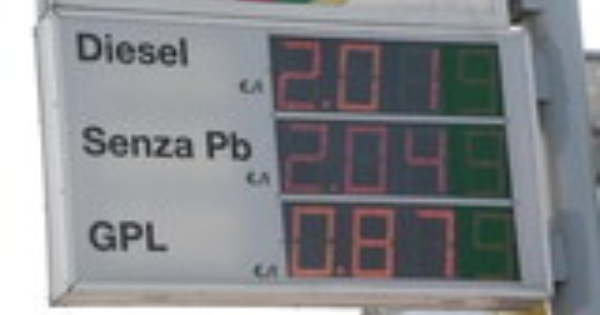 Diesel €/l 2.019
Senza Pb €/l 2.049
GPL €/l 0.879